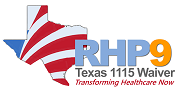 RHP9
Texas 1115 Waiver
Transforming Healthcare Now